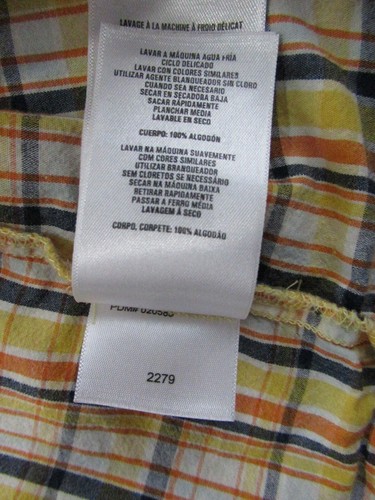 LAVAGE À LA MACHINE À FROID DÉLICAT
LAVAR A MÁQUINA AGUA FRÍA
CICLO DELICADO
LAVAR CON COLORES SIMILARES
UTILIZAR AGENTE BLANQUEADOR SIN CLORO
CUANDO SEA NECESARIO
SECAR EN SECADORA BAJA
SACAR RÁPIDAMENTE
PLANCHAR MEDIA
LAVABLE EN SECO
CUERPO: 100% ALGODÓN
LAVAR NA MÁQUINA SUAVEMENTE
COM CORES SIMILARES
UTILIZAR BRANQUEADOR
SEM CLORETOS SE NECESSÁRIO
SECAR NA MÁQUINA BAIXA
RETIRAR RAPIDAMENTE
PASSAR A FERRO MÉDIA
LAVAGEM À SECO
CORPO, CORPETE: 100% ALGODÃO
PDM# 020585
2279